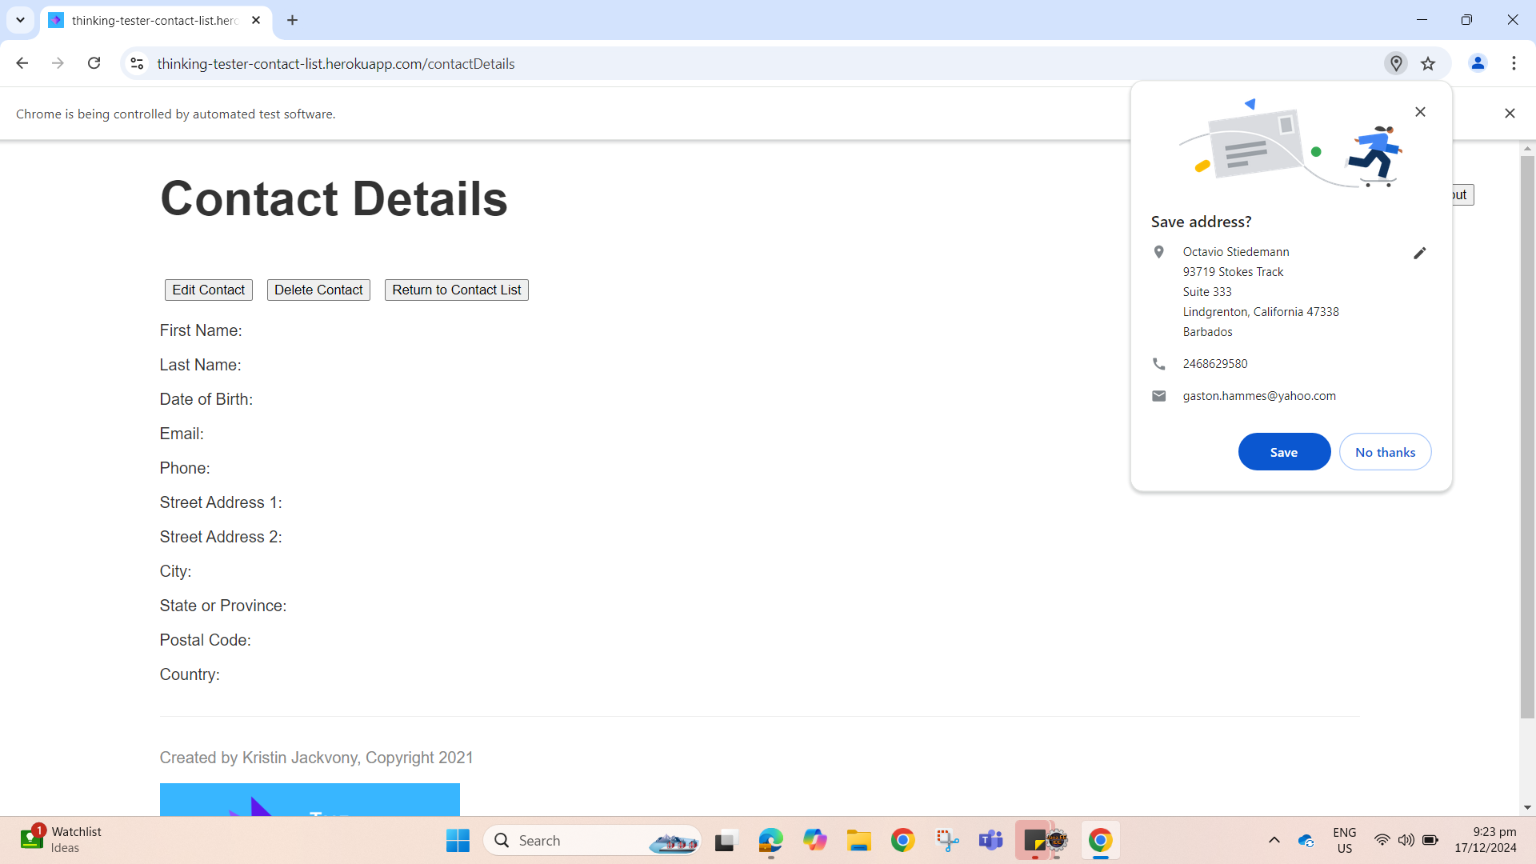 thinking-tester-contact-list.hero
thinking-tester-contact-list.herokuapp.com/contactDetails
Chrome is being controlled by automated test software.
Contact Details
out
Edit Contact Delete Contact Return to Contact List
First Name:
Last Name:
Date of Birth:
Email:
Phone:
Street Address 1:
Street Address 2:
City:
State or Province:
Postal Code:
Country:
Created by Kristin Jackvony, Copyright 2021
Save address?
Octavio Stiedemann
93719 Stokes Track
Suite 333
Lindgrenton, California 47338
Barbados
2468629580
gaston.hammes@yahoo.com
Save No thanks
1
Watchlist
Ideas
Search
ENG
US
9:23 pm
17/12/2024